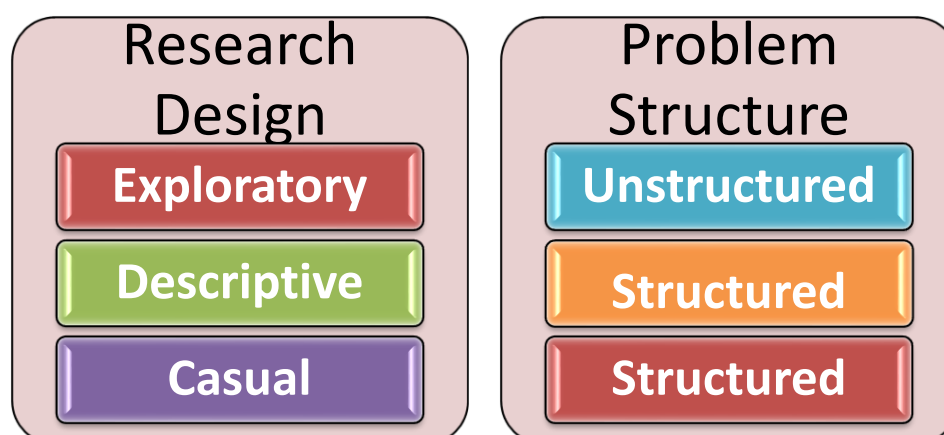 Research
Design
Exploratory
Descriptive
Casual
Problem
Structure
Unstructured
Structured
Structured